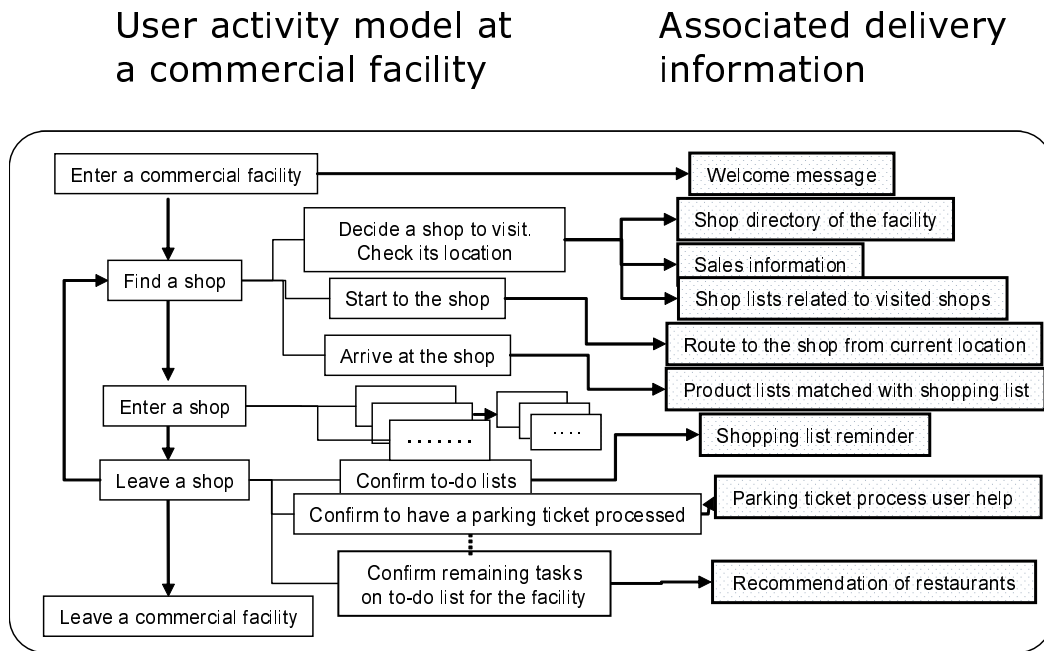 User activity model at
a commercial facility
Associated delivery
information
Enter a commercial facility
Welcome message
Decide a shop to visit.
Check its location
Shop directory of the facility
Sales information
Find a shop
Start to the shop
Shop lists related to visited shops
Arrive at the shop
Route to the shop from current location
Product lists matched with shopping list
Enter a shop
.......
....
Shopping list reminder
Leave a shop
Confirm to-do lists
Confirm to have a parking ticket processed
Parking ticket process user help
Confirm remaining tasks
on to-do list for the facility
Recommendation of restaurants
Leave a commercial facility